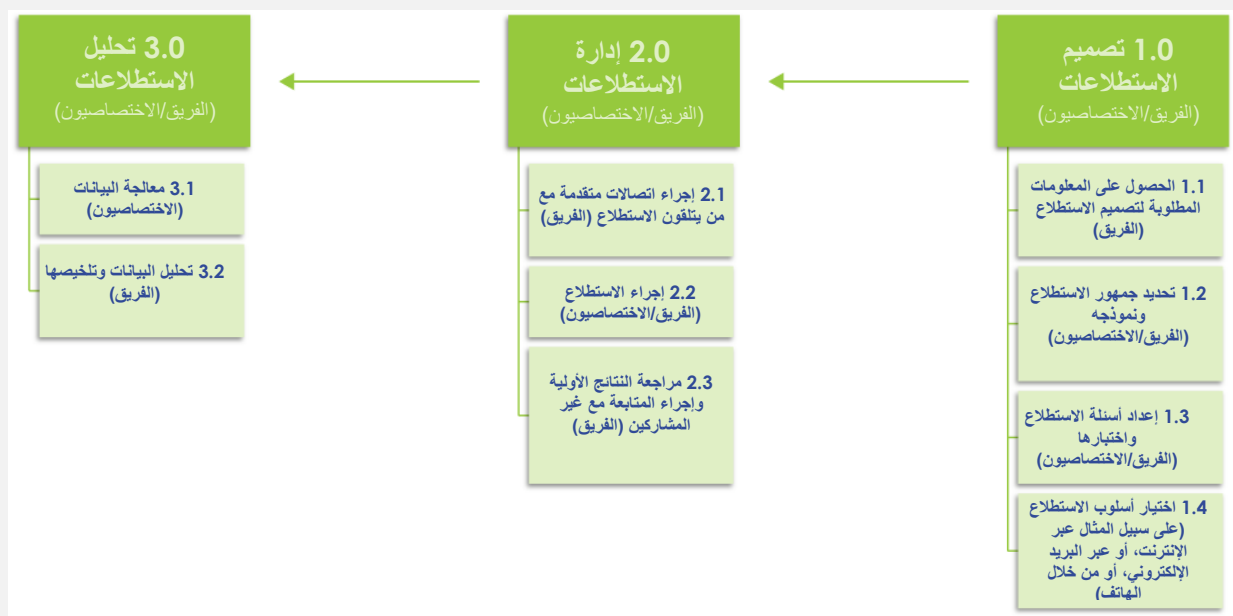 1.0 تصميم
الاستطلاعات
(الفريق/الاختصاصيون)
1.1 الحصول على المعلومات
المطلوبة لتصميم الاستطلاع
(الفريق)
1.2 تحديد جمهور الاستطلاع
ونموذجه
(الفريق/الاختصاصيون)
1.3 إعداد أسئلة الاستطلاع
واختبارها
(الفريق/الاختصاصيون)
1.4 اختيار أسلوب الاستطلاع
(على سبيل المثال عبر
الإنترنت، أو عبر البريد
الإلكتروني، أو من خلال
الهاتف)
2.0 إدارة
الاستطلاعات
(الفريق/الاختصاصيون)
2.1 إجراء اتصالات متقدمة مع
من يتلقون الاستطلاع (الفريق)
2.2 إجراء الاستطلاع
(الفريق/الاختصاصيون)
2.3 مراجعة النتائج الأولية
وإجراء المتابعة مع غير
المشاركين (الفريق)
3.0 تحليل
الاستطلاعات
(الفريق/الاختصاصيون)
3.1 معالجة البيانات
(الاختصاصيون)
3.2 تحليل البيانات وتلخيصها
(الفريق)